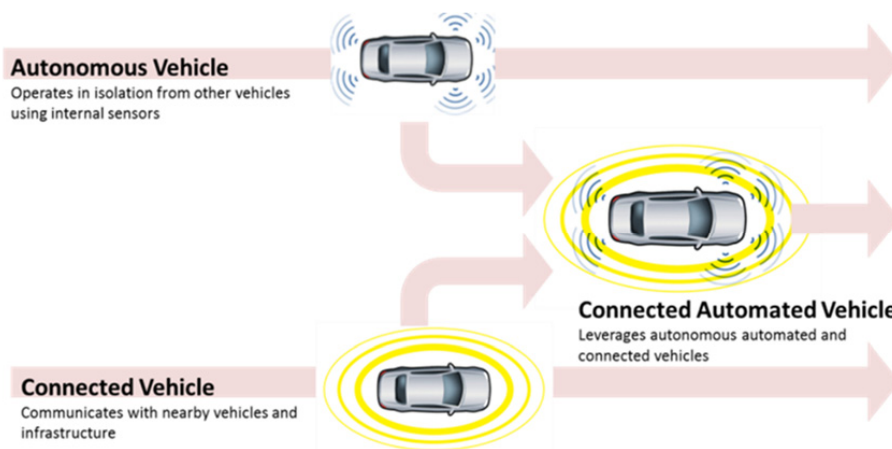 Autonomous Vehicle
Operates in isolation from other vehicles
using internal sensors
Connected Automated Vehicle
Leverages autonomous automated and
connected vehicles
Connected Vehicle
Communicates with nearby vehicles and
infrastructure